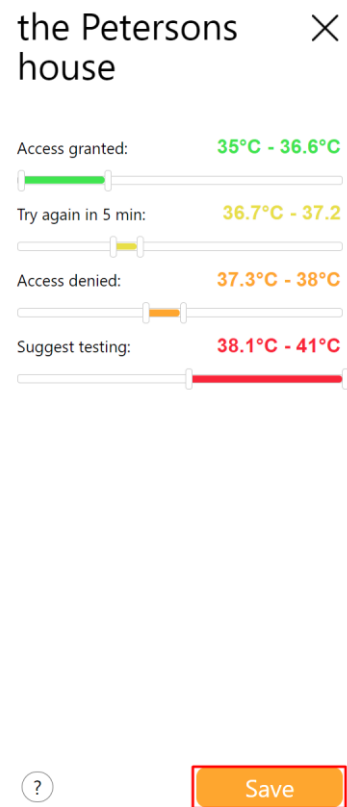 the Petersons
house
Access granted: 35°C - 36.6°C
Try again in 5 min: 36.7°C - 37.2
Access denied: 37.3°C - 38°C
Suggest testing: 38.1°C - 41°C
? Save